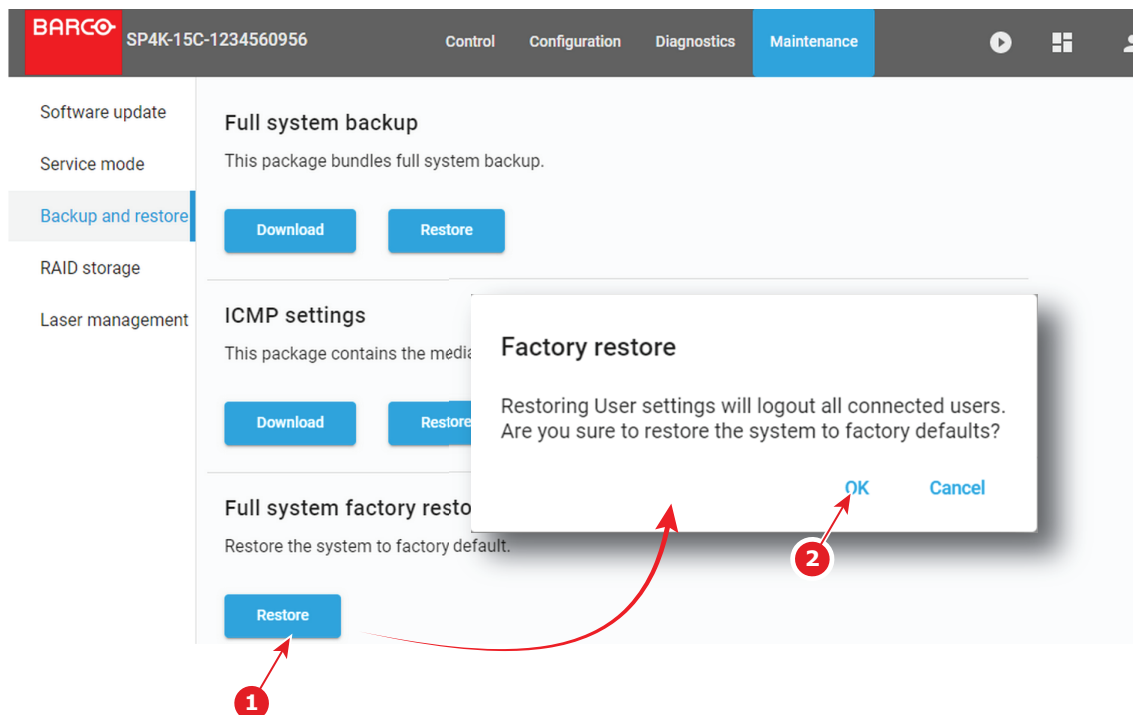 BARCO
SP4K-15C-1234560956
Control
Configuration
Diagnostics
Maintenance
Software update
Service mode
Backup and restore
RAID storage
Laser management
Full system backup
This package bundles full system backup.
Download
Restore
ICMP settings
This package contains the media
Download
Restore
Full system factory resto
Restore the system to factory default.
Restore
Factory restore
Restoring User settings will logout all connected users.
Are you sure to restore the system to factory defaults?
OK
Cancel
1
2